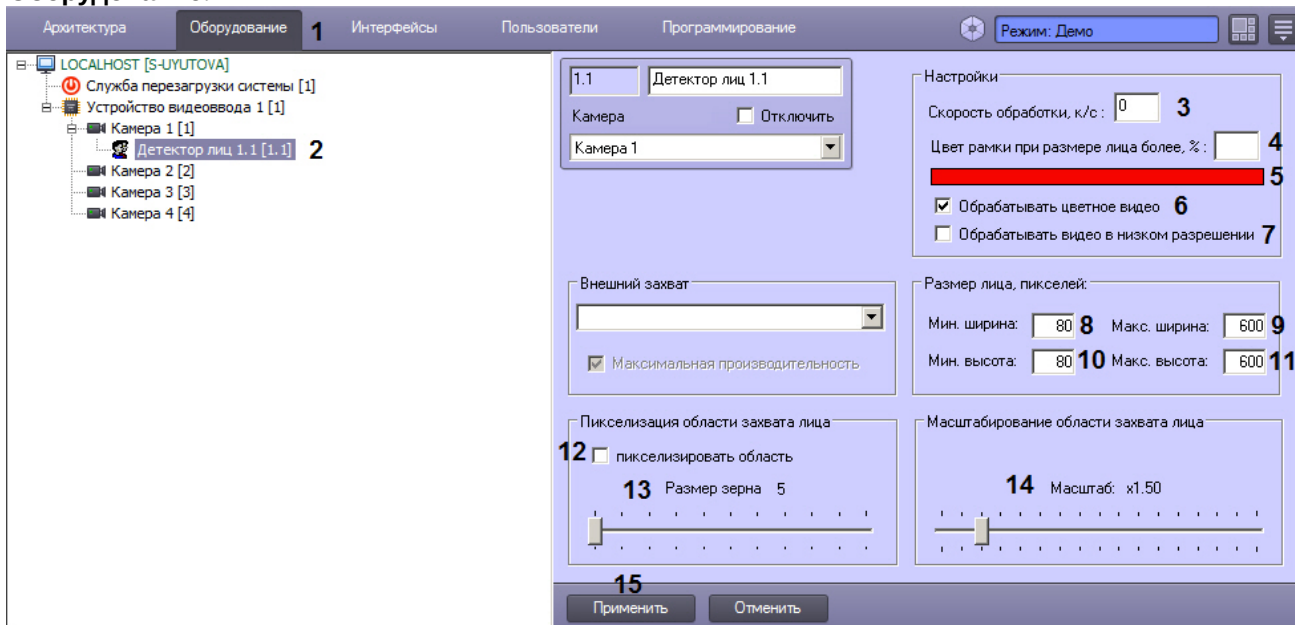 Архитектура Оборудование 1 Интерфейсы Пользователи Программирование Режим: Демо
LOCALHOST [S-UYUTOVA]
Служба перезагрузки системы [1]
Устройство видеоввода 1 [1]
Камера 1 [1]
Детектор лиц 1.1 [1.1] 2
Камера 2 [2]
Камера 3 [3]
Камера 4 [4]
1.1 Детектор лиц 1.1
Камера Отключить
Камера 1
Настройки
Скорость обработки, к/с : 0 3
Цвет рамки при размере лица более, % : 4
5
Обрабатывать цветное видео 6
Обрабатывать видео в низком разрешении 7
Внешний захват
Максимальная производительность
Размер лица, пикселей:
Мин. ширина: 80 8 Макс. ширина: 600 9
Мин. высота: 80 10 Макс. высота: 600 11
Пикселизация области захвата лица
12 пикселизировать область
13 Размер зерна 5
Масштабирование области захвата лица
14 Масштаб: x1.50
15
Применить Отменить